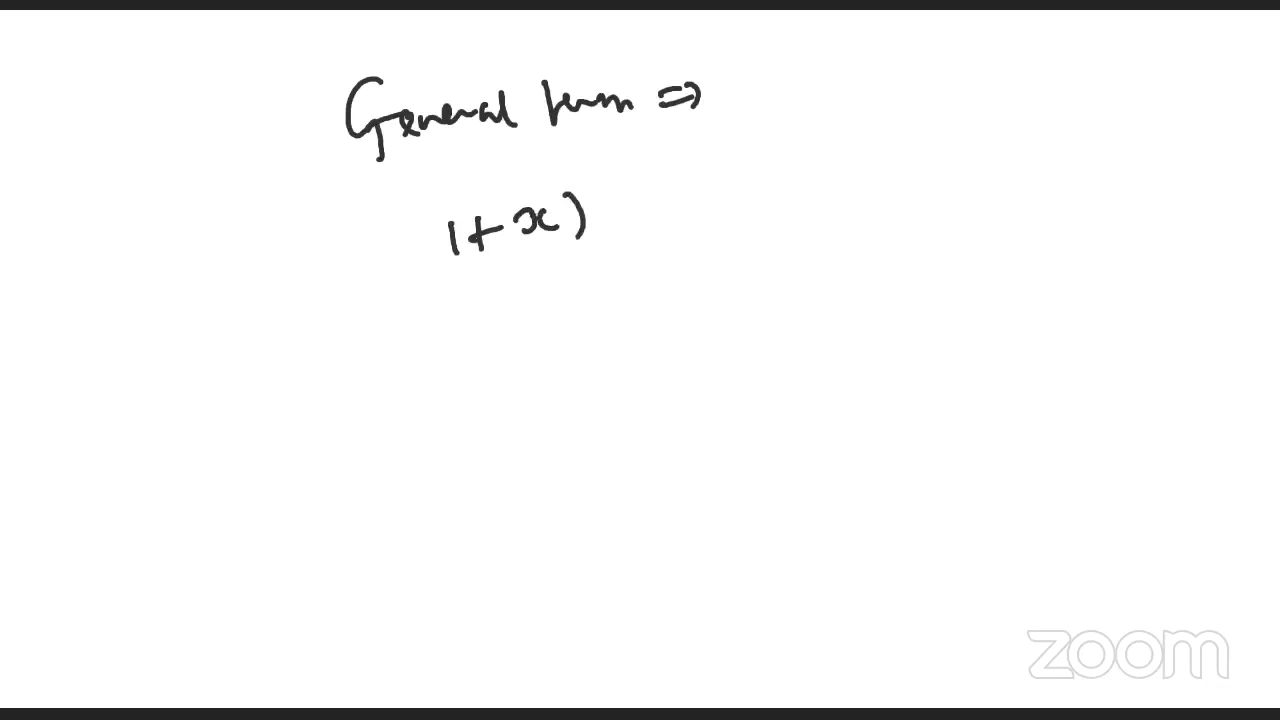 General term ⇒
1+x)
zoom